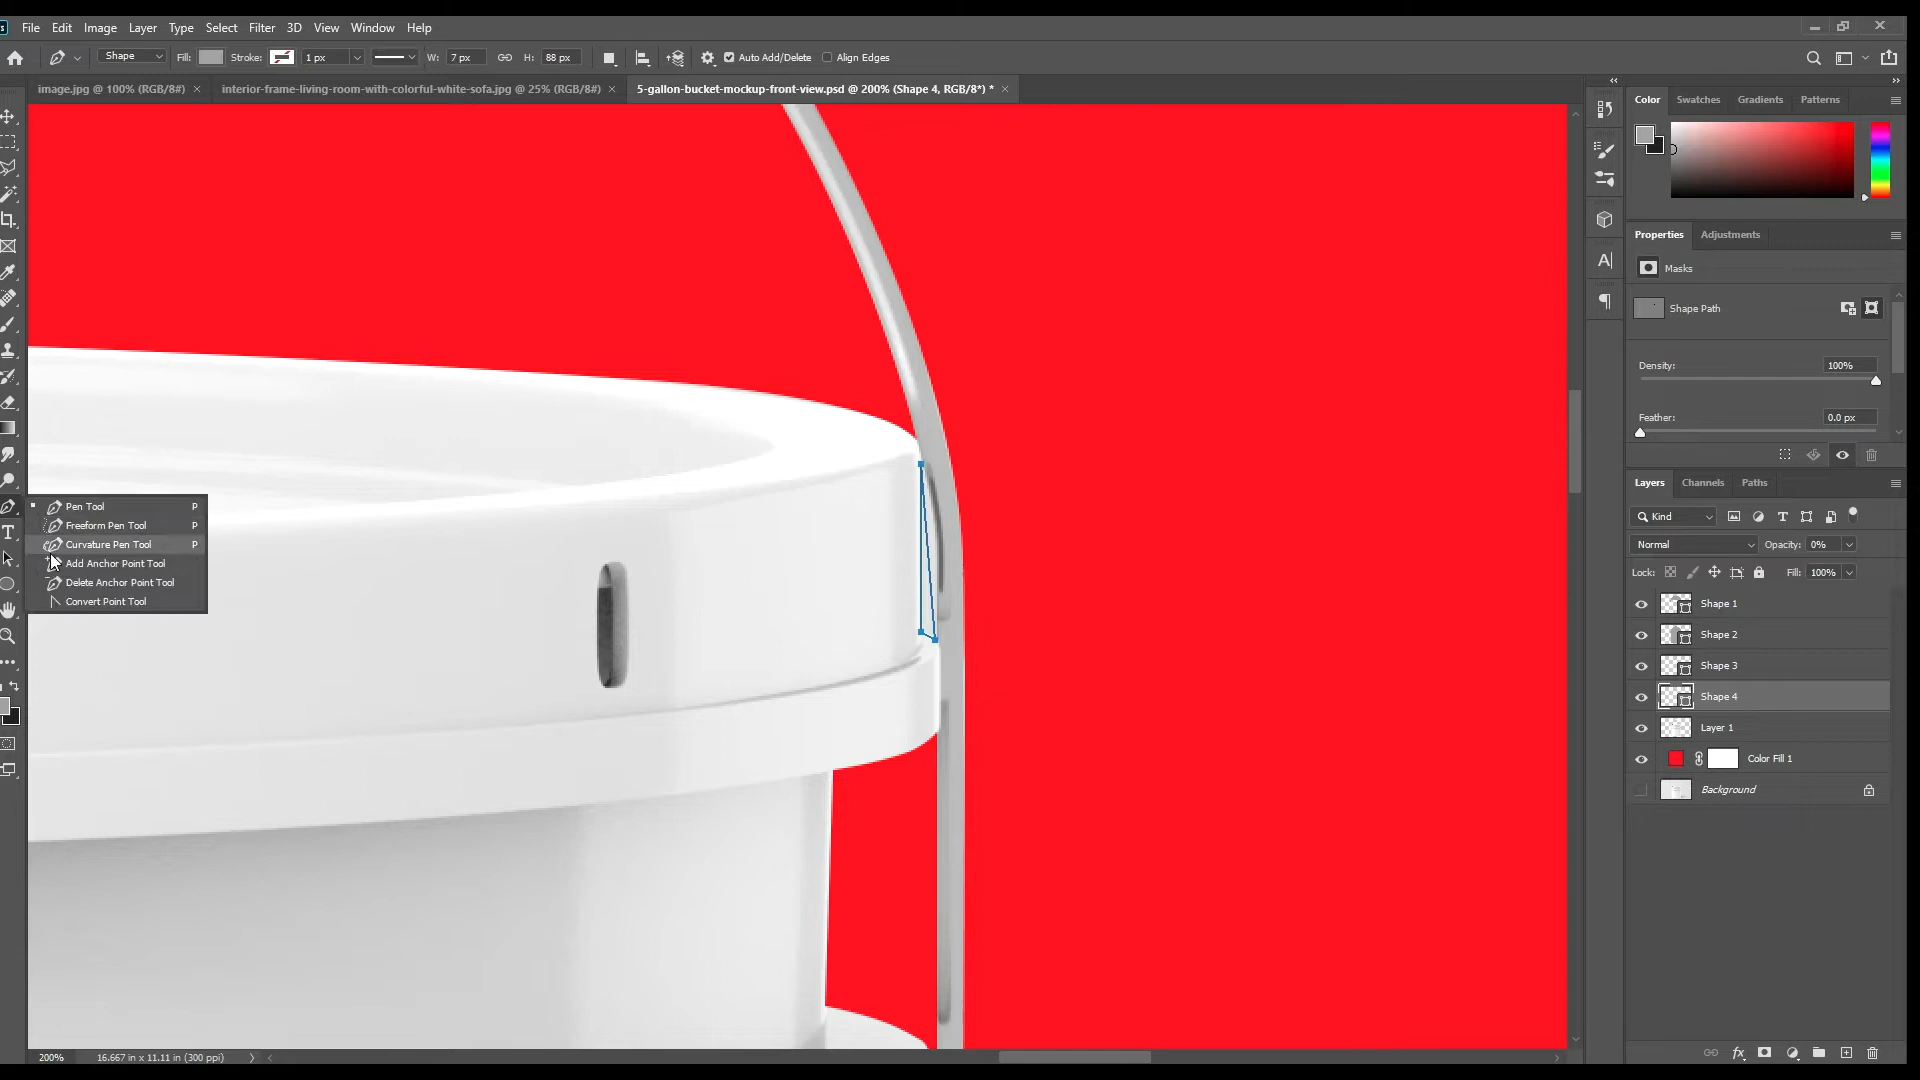 File Edit Image Layer Type Select Filter 3D View Window Help
Shape Fill: Stroke: 1 px W: 7 px H: 88 px Auto Add/Delete Align Edges
image.jpg @ 100% (RGB/8#) × interior-frame-living-room-with-colorful-white-sofa.jpg @ 25% (RGB/8#) × 5-gallon-bucket-mockup-front-view.psd @ 200% (Shape 4, RGB/8*) * ×
Color Swatches Gradients Patterns
Properties Adjustments
Masks
Shape Path
Density: 100%
Feather: 0.0 px
Layers Channels Paths
Kind
Normal Opacity: 0%
Lock: Fill: 100%
Shape 1
Shape 2
Shape 3
Shape 4
Layer 1
Color Fill 1
Background
Pen Tool P
Freeform Pen Tool P
Curvature Pen Tool P
Add Anchor Point Tool
Delete Anchor Point Tool
Convert Point Tool
200% 16.667 in x 11.11 in (300 ppi)